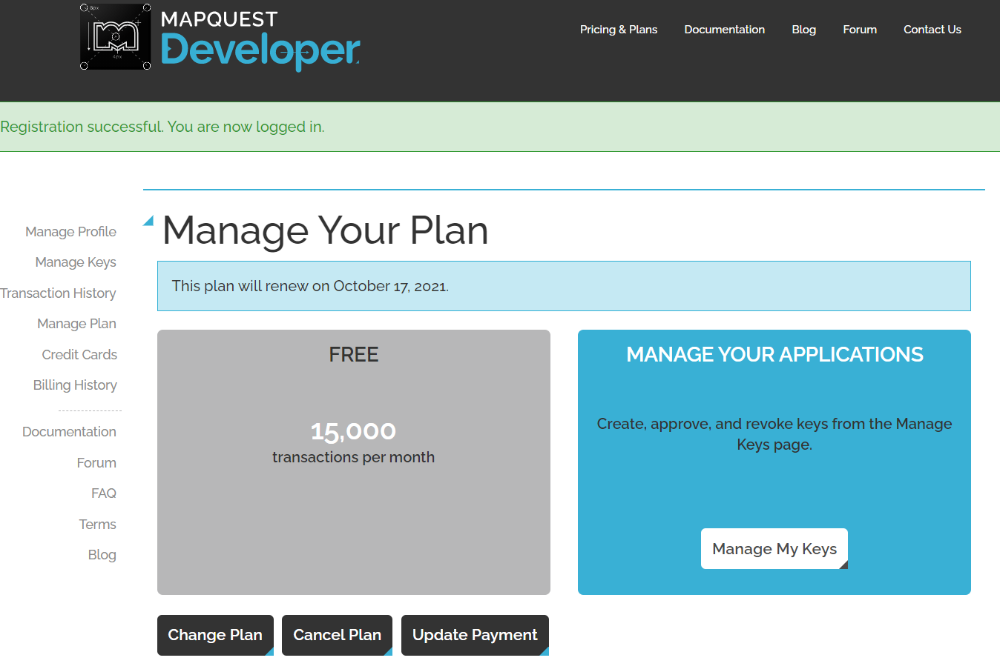 8px
4px
MAPQUEST
Developer
Pricing & Plans
Documentation
Blog
Forum
Contact Us
Registration successful. You are now logged in.
Manage Profile
Manage Keys
Transaction History
Manage Plan
Credit Cards
Billing History
Documentation
Forum
FAQ
Terms
Blog
Manage Your Plan
This plan will renew on October 17, 2021.
FREE
15,000
transactions per month
MANAGE YOUR APPLICATIONS
Create, approve, and revoke keys from the Manage
Keys page.
Manage My Keys
Change Plan
Cancel Plan
Update Payment